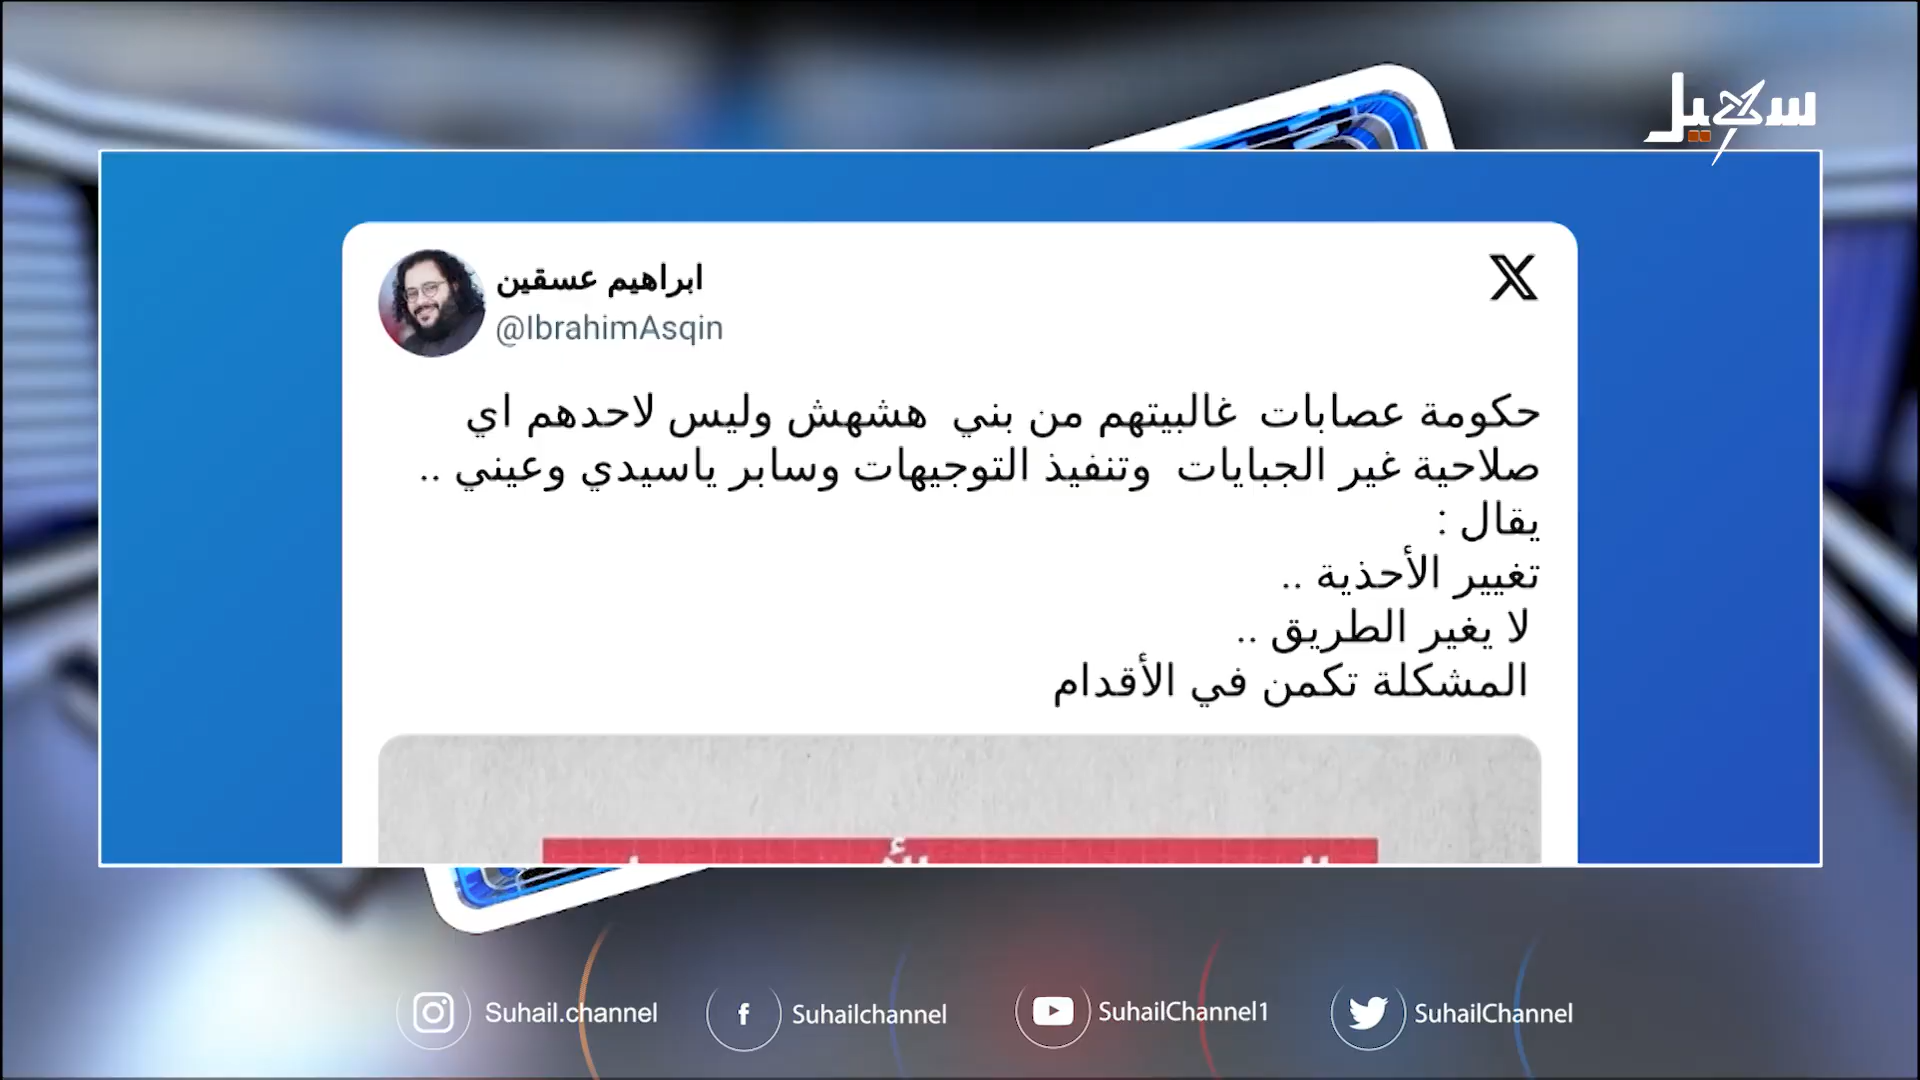 سهيل
ابراهيم عسقين
@IbrahimAsqin
حكومة عصابات غالبيتهم من بني هشهش وليس لاحدهم اي
صلاحية غير الجبايات وتنفيذ التوجيهات وسابر ياسيدي وعيني ..
يقال :
تغيير الأحذية ..
لا يغير الطريق ..
المشكلة تكمن في الأقدام
Suhail.channel
Suhailchannel
SuhailChannel1
SuhailChannel